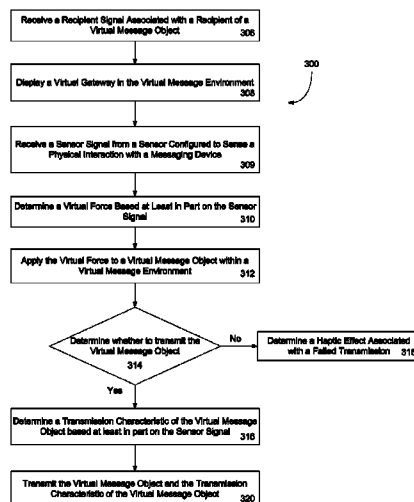 Receive a Recipient Signal Associated with a Recipient of a
Virtual Message Object
306
Display a Virtual Gateway in the Virtual Message Environment
308
300
Receive a Sensor Signal from a Sensor Configured to Sense a
Physical Interaction with a Messaging Device
309
Determine a Virtual Force Based at Least in Part on the Sensor
Signal
310
Apply the Virtual Force to a Virtual Message Object within a
Virtual Message Environment
312
Determine whether to transmit the
Virtual Message Object
314
No
Determine a Haptic Effect Associated
with a Failed Transmission
Yes
Determine a Transmission Characteristic of the Virtual Message
Object based at least in part on the Sensor Signal
Transmit the Virtual Message Object and the Transmission
Characteristic of the Virtual Message Object
320